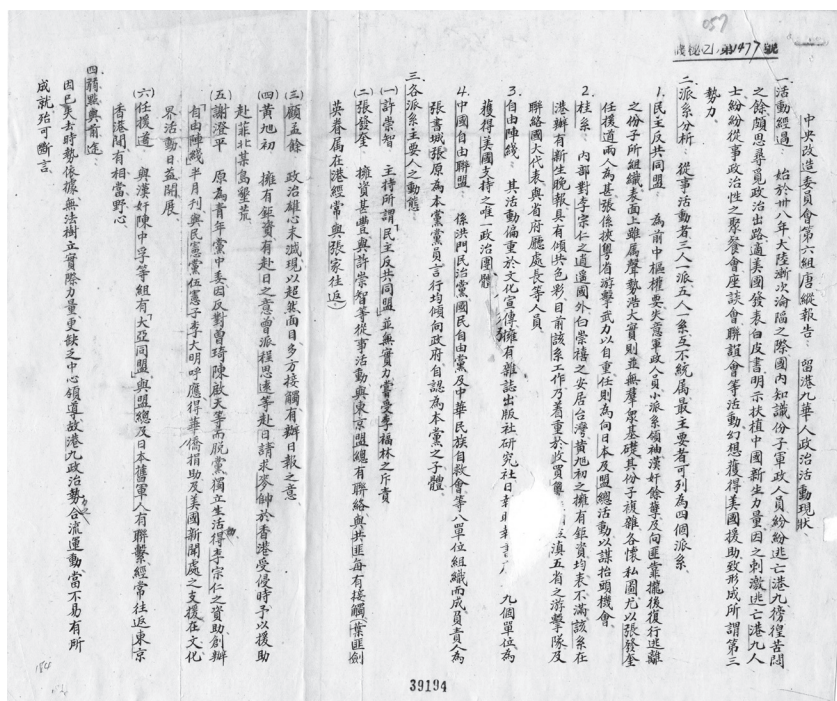 057
中央改造委員會第六組唐縱報告：留港九華人政治活動現狀、
一、活動經過　始於卅八年大陸漸次淪陷之際國內知識份子軍政人員紛紛逃亡港九徬徨苦悶
之餘頗思尋覓政治出路適美國發表白皮書明示扶植中國新生力量因之刺激逃亡港九人
士紛紛從事政治性之聚餐會座談會聯誼會等活動幻想獲得美國援助致形成所謂第三
勢力、
二、派系分析　從事活動者三人一派五人一系互不統屬最主要者可列為四個派系、
1.民主反共同盟、為前中樞權要失意軍政人員小派系領袖漢奸餘孽及向匪靠攏後復行逃離
之份子所組織表面上雖屬聲勢浩大實則並無羣眾基礎其份子複雜各懷私圖尤以張發奎
任援道兩人為甚張係挾粵省游擊武力以自重任則為向日本及盟總活動以謀抬頭機會、
2.桂系、內部對李宗仁之逍遙國外白崇禧之安居台灣黃旭初之擁有鉅資均表不滿該系在
港辦有新生晚報具有傾共色彩目前該系工作乃着重於收買粵　滇五省之游擊隊及
聯絡國大代表與省府廳處長等人員、
3.自由陣綫、其活動偏重於文化宣傳擁有雜誌出版社研究社日報　九個單位為
獲得美國支持之唯一政治團體
4.中國自由聯盟、係洪門民治黨國民自由黨及中華民族自救會等八單位組織而成員責人為
張書城張原為本黨黨員言行均傾向政府自認為本黨之子體、
三、各派系主要人之動態
（一）許崇智　主持所謂「民主反共同盟」並無實力嘗受李福林之斥責
（二）張發奎、擁資甚豐與許崇智等從事活動與東京盟總有聯絡與共匪每有接觸（葉匪劍
英眷屬在港經常與張家往返）
（三）顧孟餘　政治雄心未減現以超然面目多方接觸有辦日報之意、
（四）黃旭初　擁有鉅資有赴日之意曾派程思遠等赴日請求麥帥於香港受侵時予以援助
赴菲北某島墾荒、
（五）謝澄平　原為青年黨中委因反對曾琦陳啟天等而脫黨獨立生活得李宗仁之資助創辦
「自由陣綫」半月刊與民憲黨伍憲子李大明呼應得華僑捐助及美國新聞處之支援在文化
界活動日益開展、
（六）任援道　與漢奸陳中孚等組有「大亞同盟」與盟總及日本舊軍人有聯繫經常往返東京
香港間有相當野心
四、觀點與前途：
因已失去時勢依據無法樹立實際力量更缺乏中心領導故港九政治勢力合流運動當不易有所
成就殆可斷言、
39194